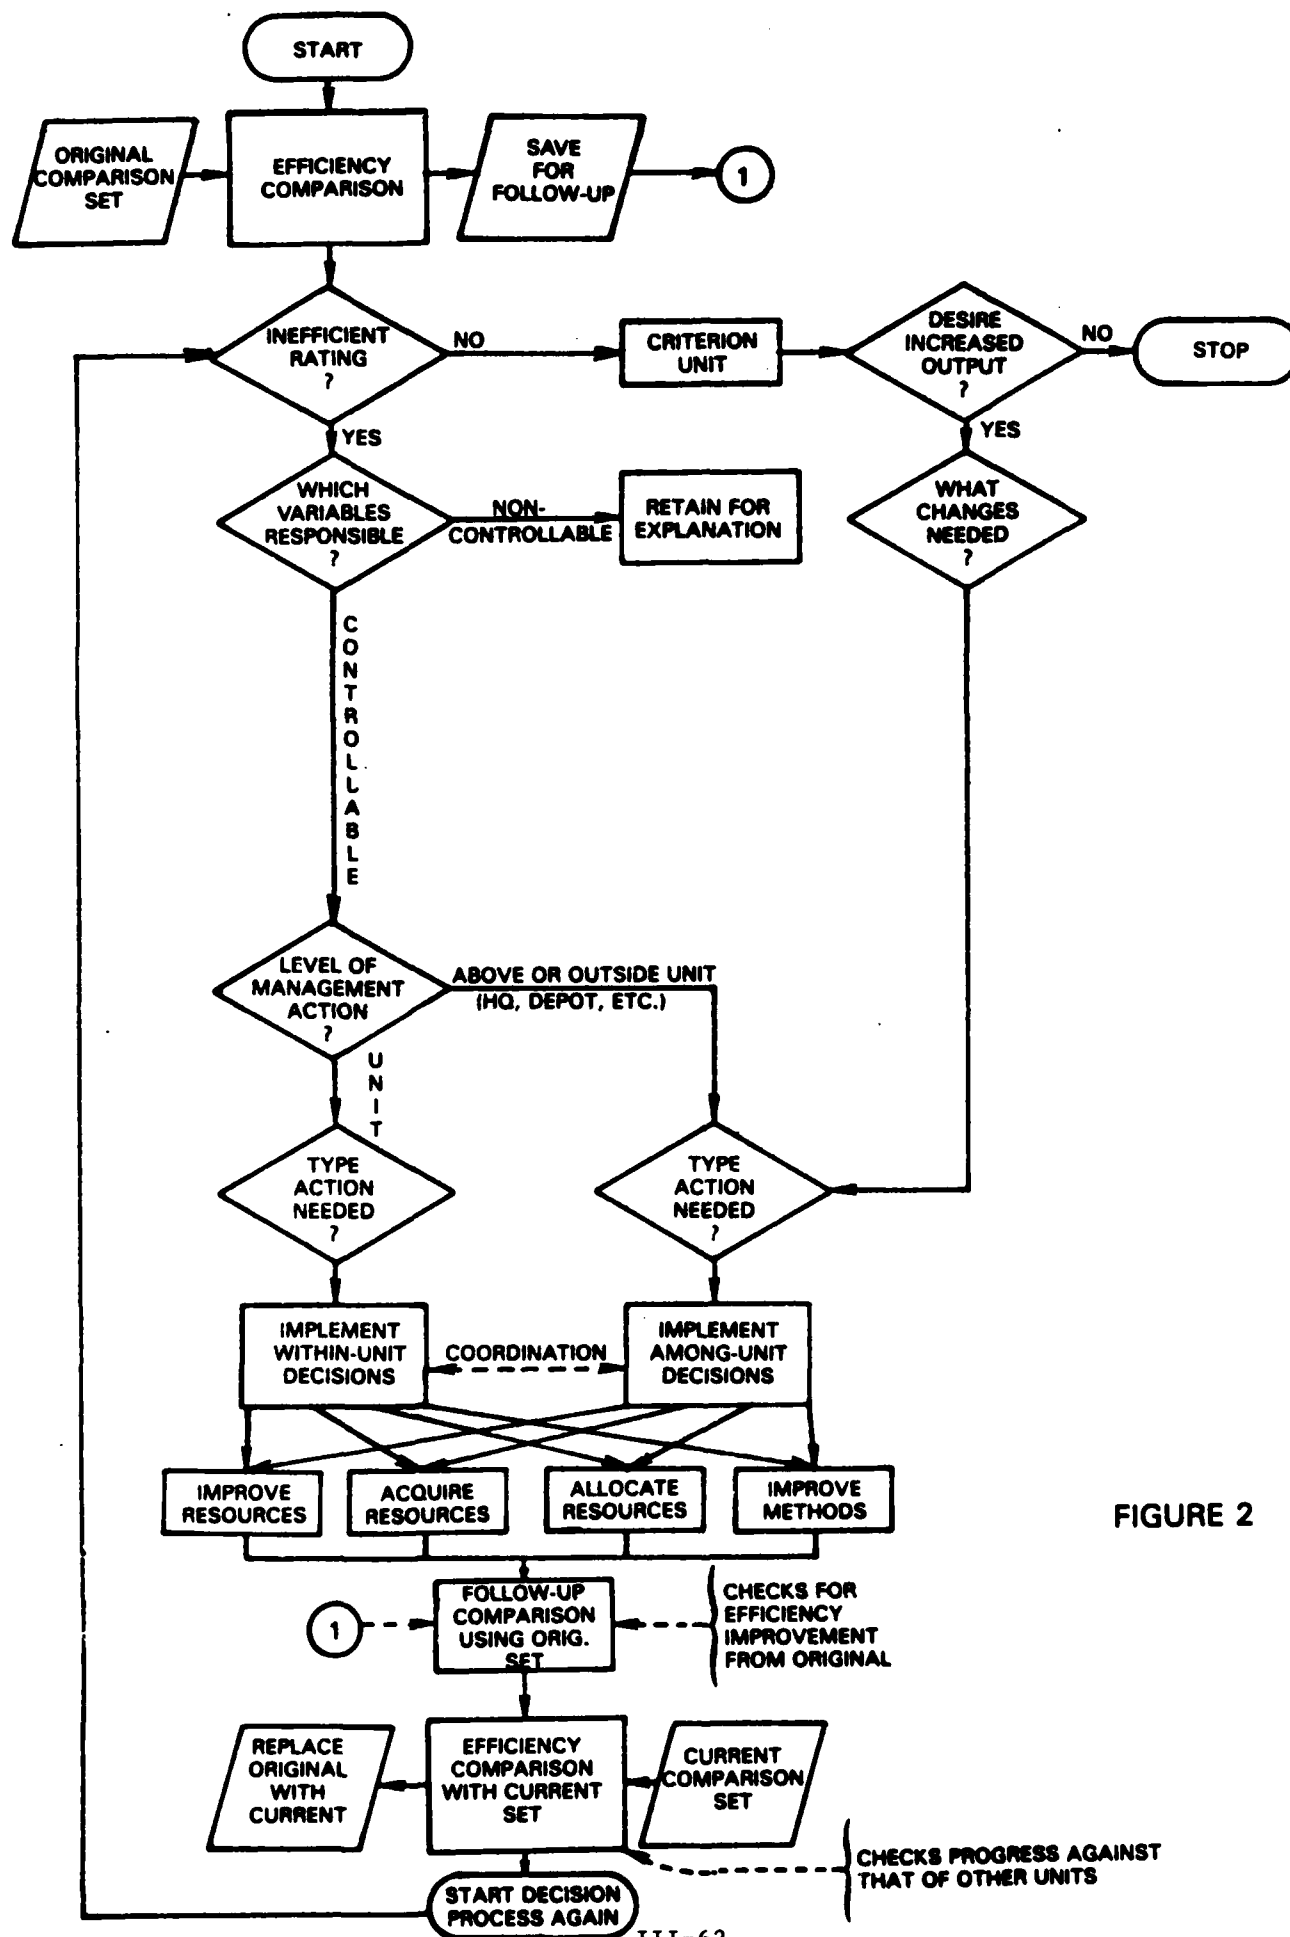 START
ORIGINAL
COMPARISON
SET
EFFICIENCY
COMPARISON
SAVE
FOR
FOLLOW-UP
1
INEFFICIENT
RATING
?
NO
CRITERION
UNIT
DESIRE
INCREASED
OUTPUT
?
NO
STOP
YES
YES
WHICH
VARIABLES
RESPONSIBLE
?
NON-
CONTROLLABLE
RETAIN FOR
EXPLANATION
WHAT
CHANGES
NEEDED
?
CONTROLLABLE
LEVEL OF
MANAGEMENT
ACTION
?
ABOVE OR OUTSIDE UNIT
(HQ, DEPOT, ETC.)
UNIT
TYPE
ACTION
NEEDED
?
TYPE
ACTION
NEEDED
?
IMPLEMENT
WITHIN-UNIT
DECISIONS
COORDINATION
IMPLEMENT
AMONG-UNIT
DECISIONS
IMPROVE
RESOURCES
ACQUIRE
RESOURCES
ALLOCATE
RESOURCES
IMPROVE
METHODS
FIGURE 2
1
FOLLOW-UP
COMPARISON
USING ORIG.
SET
CHECKS FOR
EFFICIENCY
IMPROVEMENT
FROM ORIGINAL
REPLACE
ORIGINAL
WITH
CURRENT
EFFICIENCY
COMPARISON
WITH CURRENT
SET
CURRENT
COMPARISON
SET
CHECKS PROGRESS AGAINST
THAT OF OTHER UNITS
START DECISION
PROCESS AGAIN